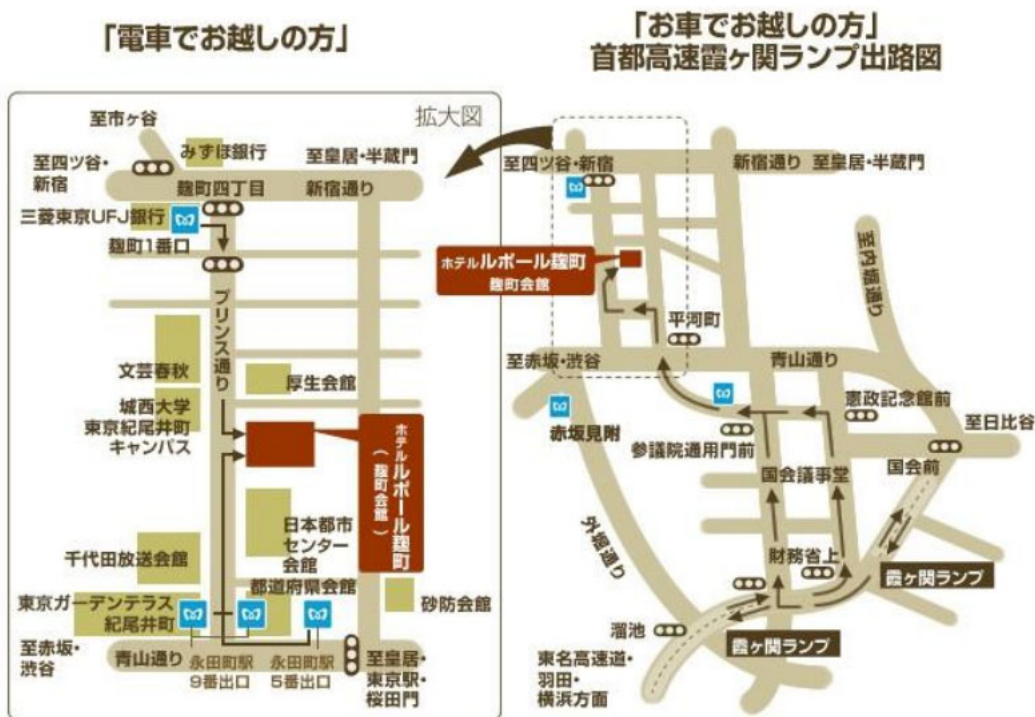 「電車でお越しの方」
「お車でお越しの方」
首都高速霞ヶ関ランプ出路図
拡大図
至市ヶ谷
みずほ銀行
至皇居・半蔵門
至四ツ谷・
新宿
麹町四丁目
新宿通り
三菱東京UFJ銀行
麹町1番口
プリンス通り
文芸春秋
厚生会館
城西大学
東京紀尾井町
キャンパス
ホテルルポール麹町
(麹町会館)
日本都市
センター
会館
千代田放送会館
都道府県会館
東京ガーデンテラス
紀尾井町
砂防会館
至赤坂・
渋谷
青山通り
永田町駅
9番出口
永田町駅
5番出口
至皇居・
東京駅・
桜田門
至四ツ谷・新宿
新宿通り
至皇居・半蔵門
ホテルルポール麹町
麹町会館
至内堀通り
平河町
至赤坂・渋谷
青山通り
赤坂見附
憲政記念館前
至日比谷
参議院通用門前
国会前
国会議事堂
外堀通り
財務省上
霞ヶ関ランプ
溜池
霞ヶ関ランプ
東名高速道・
羽田・
横浜方面